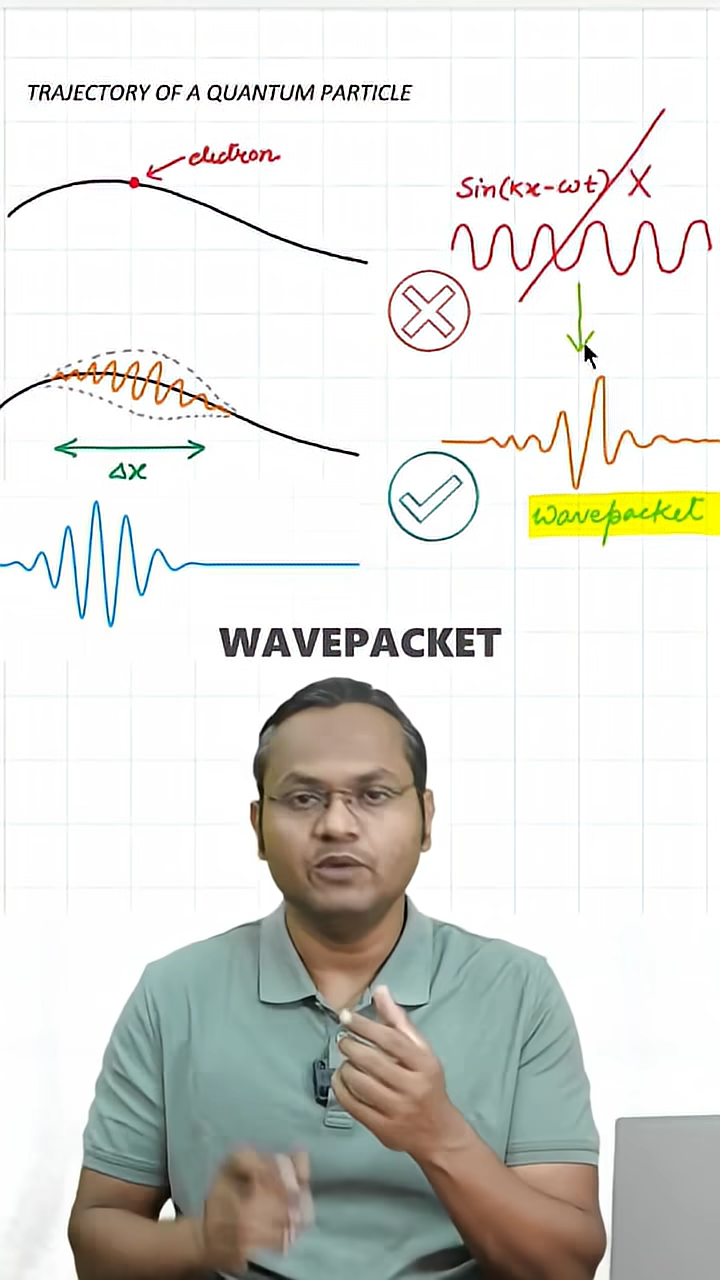 TRAJECTORY OF A QUANTUM PARTICLE
electron
Sin(kx-ωt) X
Δx
wavepacket
WAVEPACKET